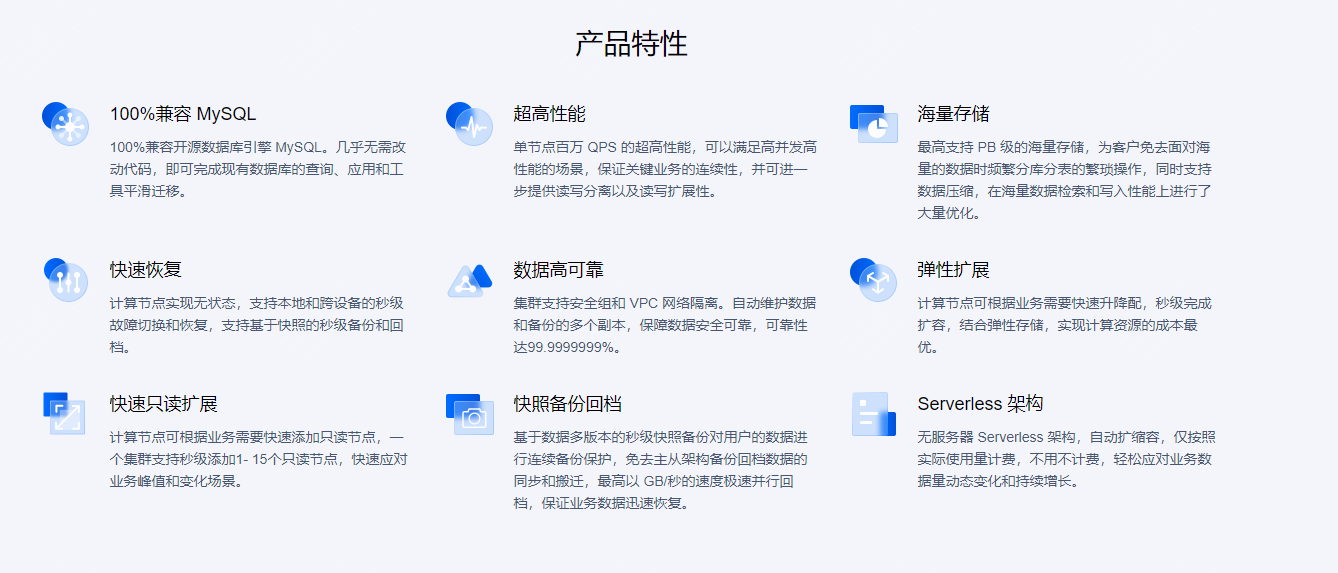 产品特性
100%兼容 MySQL
100%兼容开源数据库引擎 MySQL。几乎无需改
动代码，即可完成现有数据库的查询、应用和工
具平滑迁移。
超高性能
单节点百万 QPS 的超高性能，可以满足高并发高
性能的场景，保证关键业务的连续性，并可进一
步提供读写分离以及读写扩展性。
海量存储
最高支持 PB 级的海量存储，为客户免去面对海
量的数据时频繁分库分表的繁琐操作，同时支持
数据压缩，在海量数据检索和写入性能上进行了
大量优化。
快速恢复
计算节点实现无状态，支持本地和跨设备的秒级
故障切换和恢复，支持基于快照的秒级备份和回
档。
数据高可靠
集群支持安全组和 VPC 网络隔离。自动维护数据
和备份的多个副本，保障数据安全可靠，可靠性
达99.9999999%。
弹性扩展
计算节点可根据业务需要快速升降配，秒级完成
扩容，结合弹性存储，实现计算资源的成本最
优。
快速只读扩展
计算节点可根据业务需要快速添加只读节点，一
个集群支持秒级添加1- 15个只读节点，快速应对
业务峰值和变化场景。
快照备份回档
基于数据多版本的秒级快照备份对用户的数据进
行连续备份保护，免去主从架构备份回档数据的
同步和搬迁，最高以 GB/秒的速度极速并行回
档，保证业务数据迅速恢复。
Serverless 架构
无服务器 Serverless 架构，自动扩缩容，仅按照
实际使用量计费，不用不计费，轻松应对业务数
据量动态变化和持续增长。